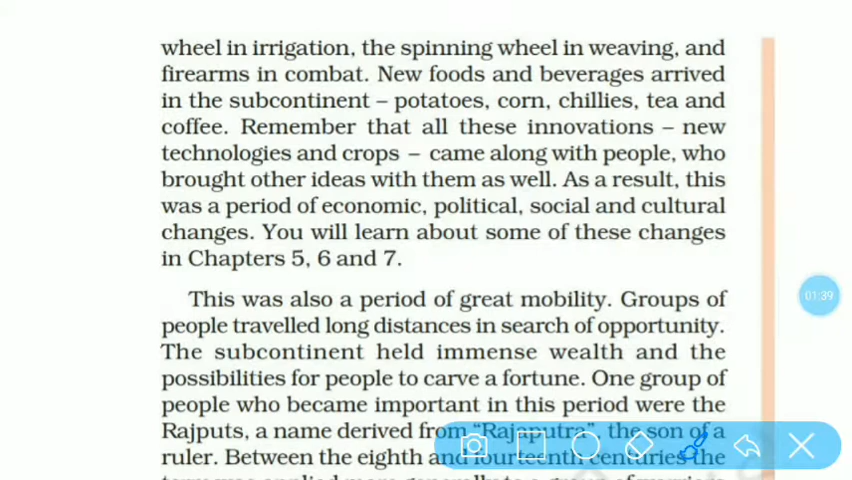 wheel in irrigation, the spinning wheel in weaving, and
firearms in combat. New foods and beverages arrived
in the subcontinent – potatoes, corn, chillies, tea and
coffee. Remember that all these innovations – new
technologies and crops – came along with people, who
brought other ideas with them as well. As a result, this
was a period of economic, political, social and cultural
changes. You will learn about some of these changes
in Chapters 5, 6 and 7.
01:39
This was also a period of great mobility. Groups of
people travelled long distances in search of opportunity.
The subcontinent held immense wealth and the
possibilities for people to carve a fortune. One group of
people who became important in this period were the
Rajputs, a name derived from "Rajaputra", the son of a
ruler. Between the eighth and fourteenth centuries the